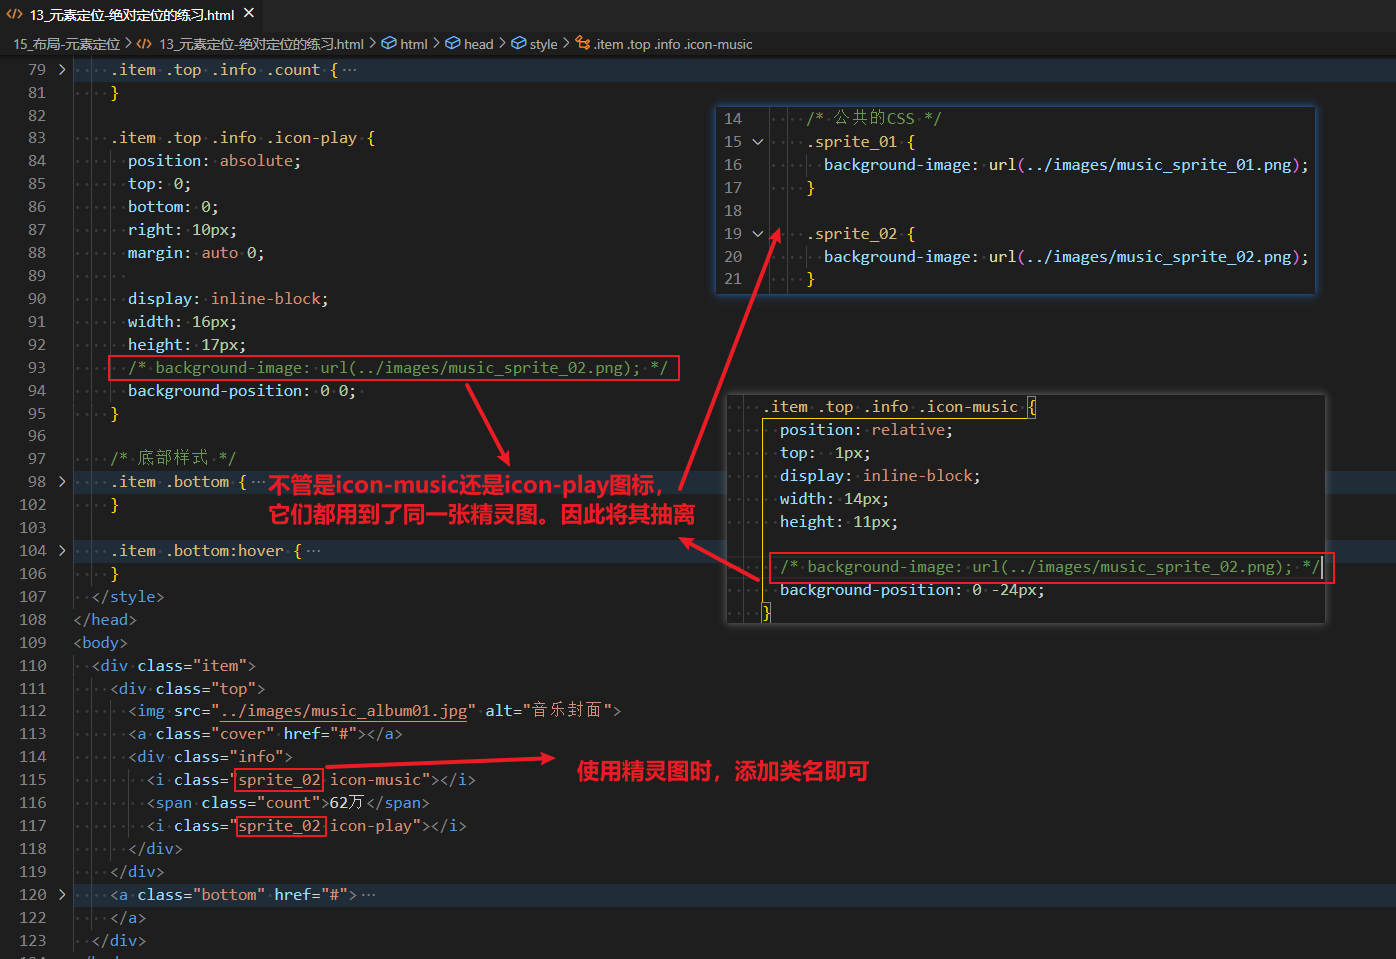 13_元素定位-绝对定位的练习.html
15_布局-元素定位 > 13_元素定位-绝对定位的练习.html > html > head > style > .item .top .info .icon-music
79 .item .top .info .count {…
81 }
82
83 .item .top .info .icon-play {
84 position: absolute;
85 top: 0;
86 bottom: 0;
87 right: 10px;
88 margin: auto 0;
89
90 display: inline-block;
91 width: 16px;
92 height: 17px;
93 /* background-image: url(../images/music_sprite_02.png); */
94 background-position: 0 0;
95 }
96
97 /* 底部样式 */
98 .item .bottom {…
102 }
103
104 .item .bottom:hover {…
106 }
107 </style>
108 </head>
109 <body>
110 <div class="item">
111 <div class="top">
112 <img src="../images/music_album01.jpg" alt="音乐封面">
113 <a class="cover" href="#"></a>
114 <div class="info">
115 <i class="sprite_02 icon-music"></i>
116 <span class="count">62万</span>
117 <i class="sprite_02 icon-play"></i>
118 </div>
119 </div>
120 <a class="bottom" href="#">…
122 </a>
123 </div>
14 /* 公共的CSS */
15 .sprite_01 {
16 background-image: url(../images/music_sprite_01.png);
17 }
18
19 .sprite_02 {
20 background-image: url(../images/music_sprite_02.png);
21 }
.item .top .info .icon-music {
position: relative;
top: 1px;
display: inline-block;
width: 14px;
height: 11px;
/* background-image: url(../images/music_sprite_02.png); */
background-position: 0 -24px;
}
不管是icon-music还是icon-play图标，
它们都用到了同一张精灵图。因此将其抽离
使用精灵图时，添加类名即可